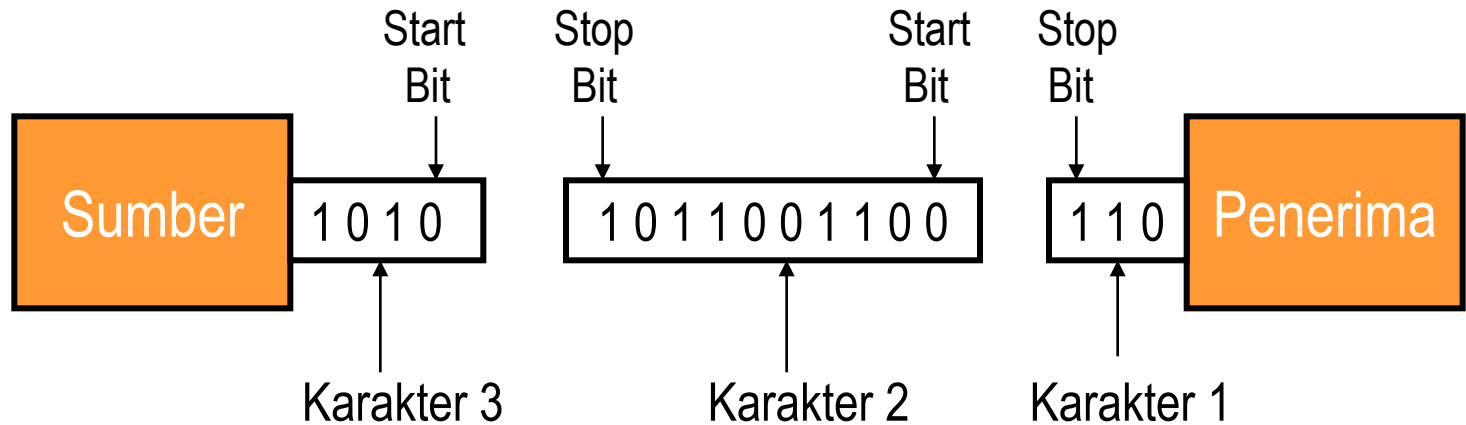 Start Stop Start Stop
Bit Bit Bit Bit
Sumber 1 0 1 0 1 0 1 1 0 0 1 1 0 0 1 1 0 Penerima
Karakter 3 Karakter 2 Karakter 1